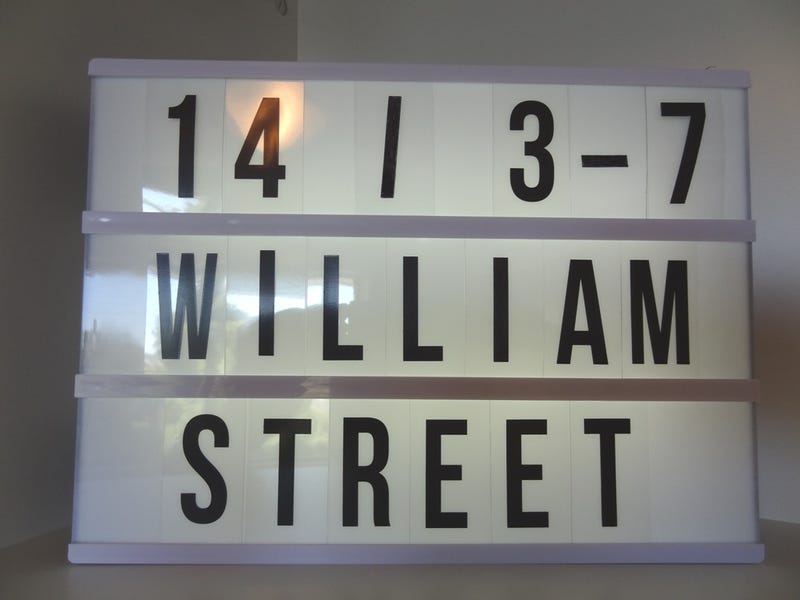 14 / 3-7
WILLIAM
STREET